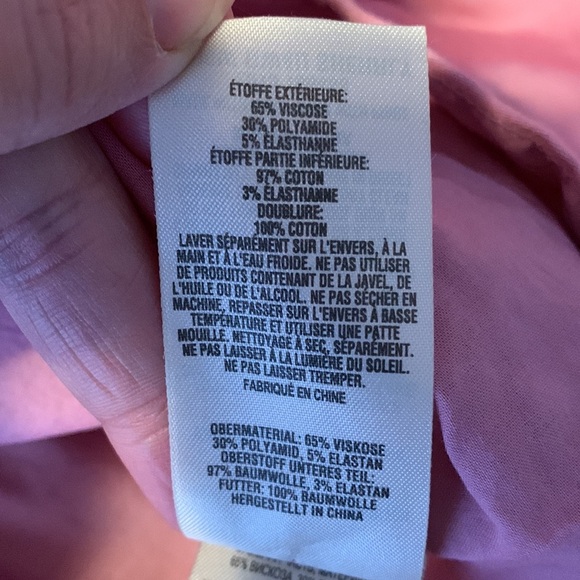 ÉTOFFE EXTÉRIEURE:
65% VISCOSE
30% POLYAMIDE
5% ÉLASTHANNE
ÉTOFFE PARTIE INFÉRIEURE:
97% COTON
3% ÉLASTHANNE
DOUBLURE:
100% COTON
LAVER SÉPARÉMENT SUR L'ENVERS, À LA
MAIN ET À L'EAU FROIDE. NE PAS UTILISER
DE PRODUITS CONTENANT DE LA JAVEL, DE
L'HUILE OU DE L'ALCOOL. NE PAS SÉCHER EN
MACHINE, REPASSER SUR L'ENVERS À BASSE
TEMPÉRATURE ET UTILISER UNE PATTE
MOUILLE. NETTOYAGE À SEC, SÉPARÉMENT.
NE PAS LAISSER À LA LUMIÈRE DU SOLEIL.
NE PAS LAISSER TREMPER.
FABRIQUÉ EN CHINE
OBERMATERIAL: 65% VISKOSE
30% POLYAMID, 5% ELASTAN
OBERSTOFF UNTERES TEIL:
97% BAUMWOLLE, 3% ELASTAN
FUTTER: 100% BAUMWOLLE
HERGESTELLT IN CHINA